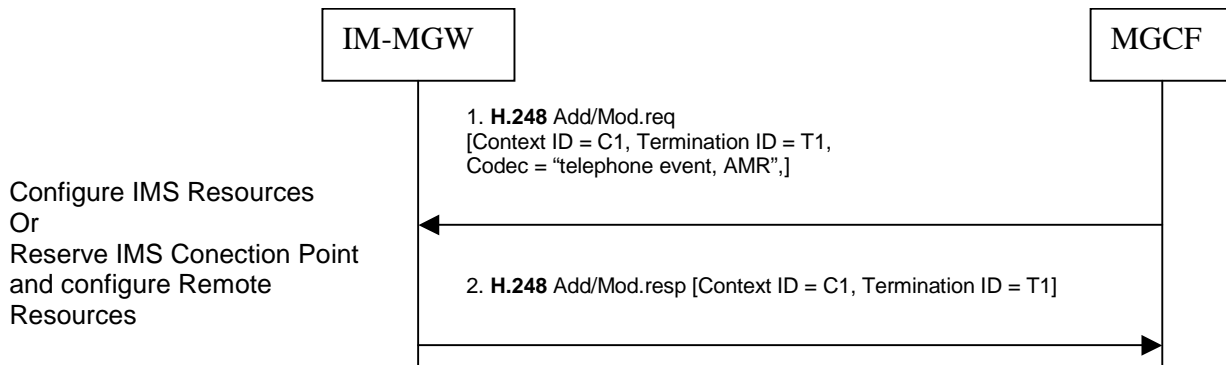 IM-MGW
MGCF
1. H.248 Add/Mod.req
[Context ID = C1, Termination ID = T1,
Codec = “telephone event, AMR”,]
Configure IMS Resources
Or
Reserve IMS Conection Point
and configure Remote
Resources
2. H.248 Add/Mod.resp [Context ID = C1, Termination ID = T1]